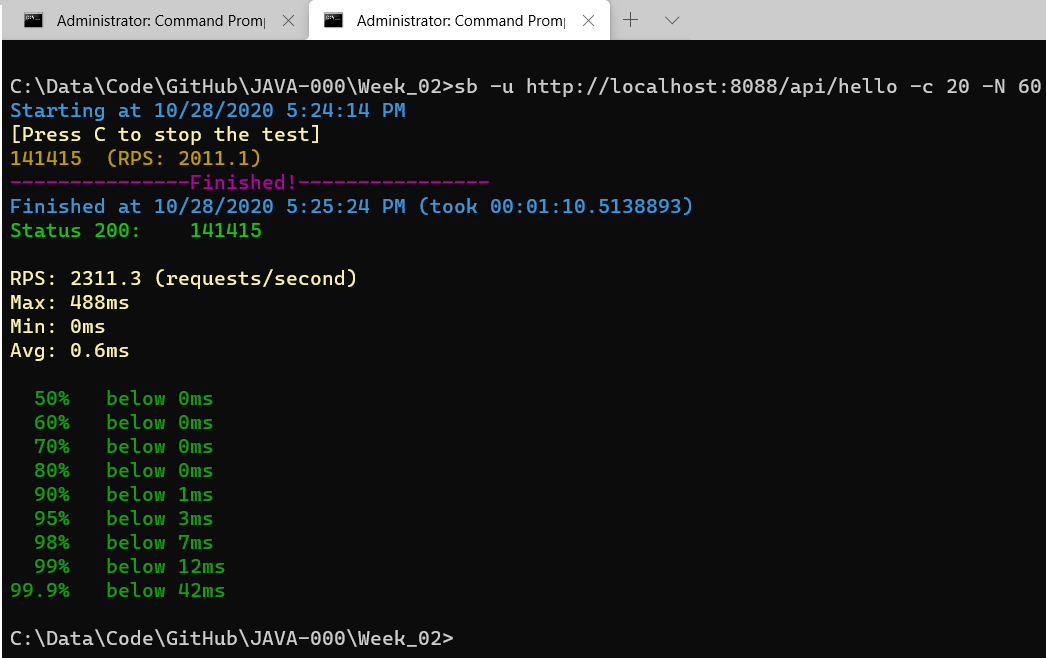 Administrator: Command Prom
Administrator: Command Prom
C:\Data\Code\GitHub\JAVA-000\Week_02>sb -u http://localhost:8088/api/hello -c 20 -N 60
Starting at 10/28/2020 5:24:14 PM
[Press C to stop the test]
141415  (RPS: 2011.1)
---------------Finished!----------------
Finished at 10/28/2020 5:25:24 PM (took 00:01:10.5138893)
Status 200:    141415
RPS: 2311.3 (requests/second)
Max: 488ms
Min: 0ms
Avg: 0.6ms
50%   below 0ms
60%   below 0ms
70%   below 0ms
80%   below 0ms
90%   below 1ms
95%   below 3ms
98%   below 7ms
99%   below 12ms
99.9%   below 42ms
C:\Data\Code\GitHub\JAVA-000\Week_02>